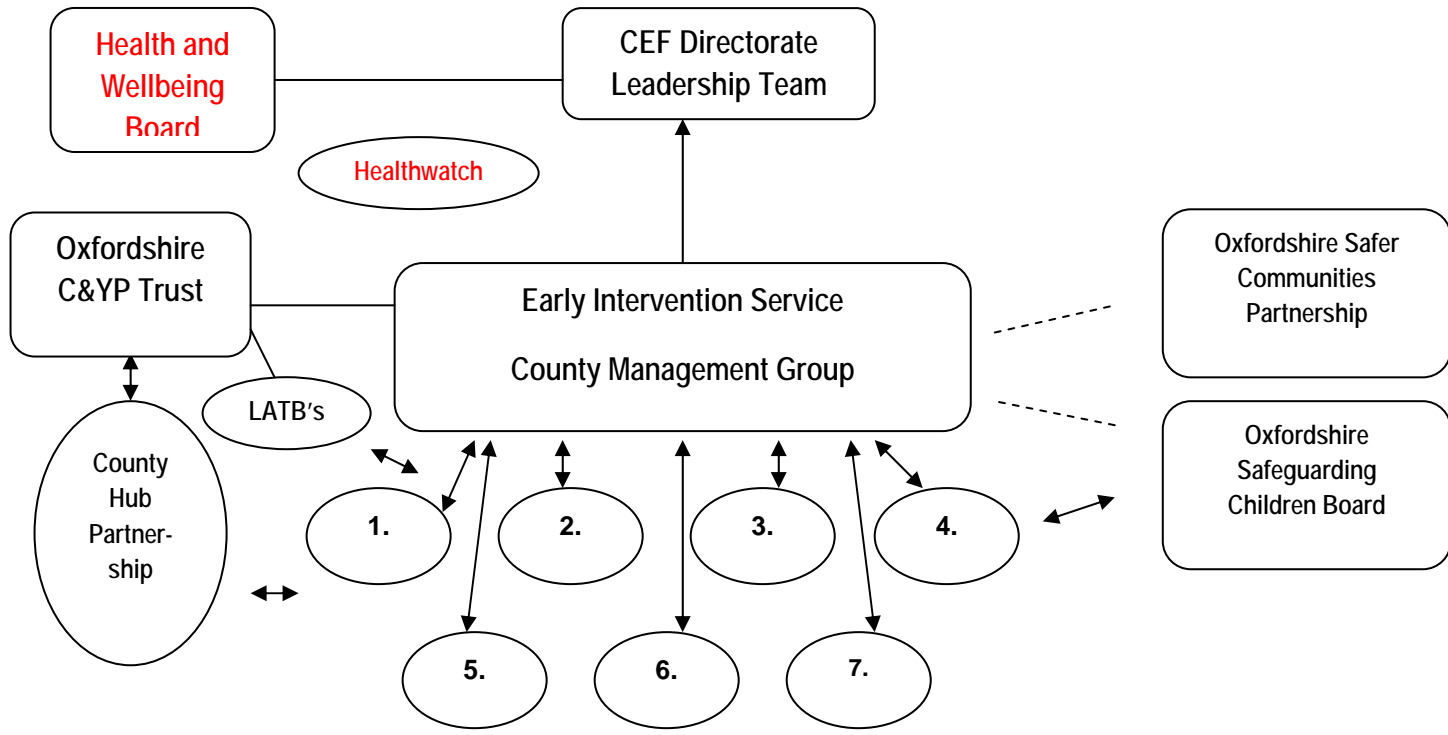 Health and
Wellbeing
Board
CEF Directorate
Leadership Team
Healthwatch
Oxfordshire
C&YP Trust
Early Intervention Service
County Management Group
Oxfordshire Safer
Communities
Partnership
LATB's
County
Hub
Partner-
ship
Oxfordshire
Safeguarding
Children Board
1.
2.
3.
4.
5.
6.
7.